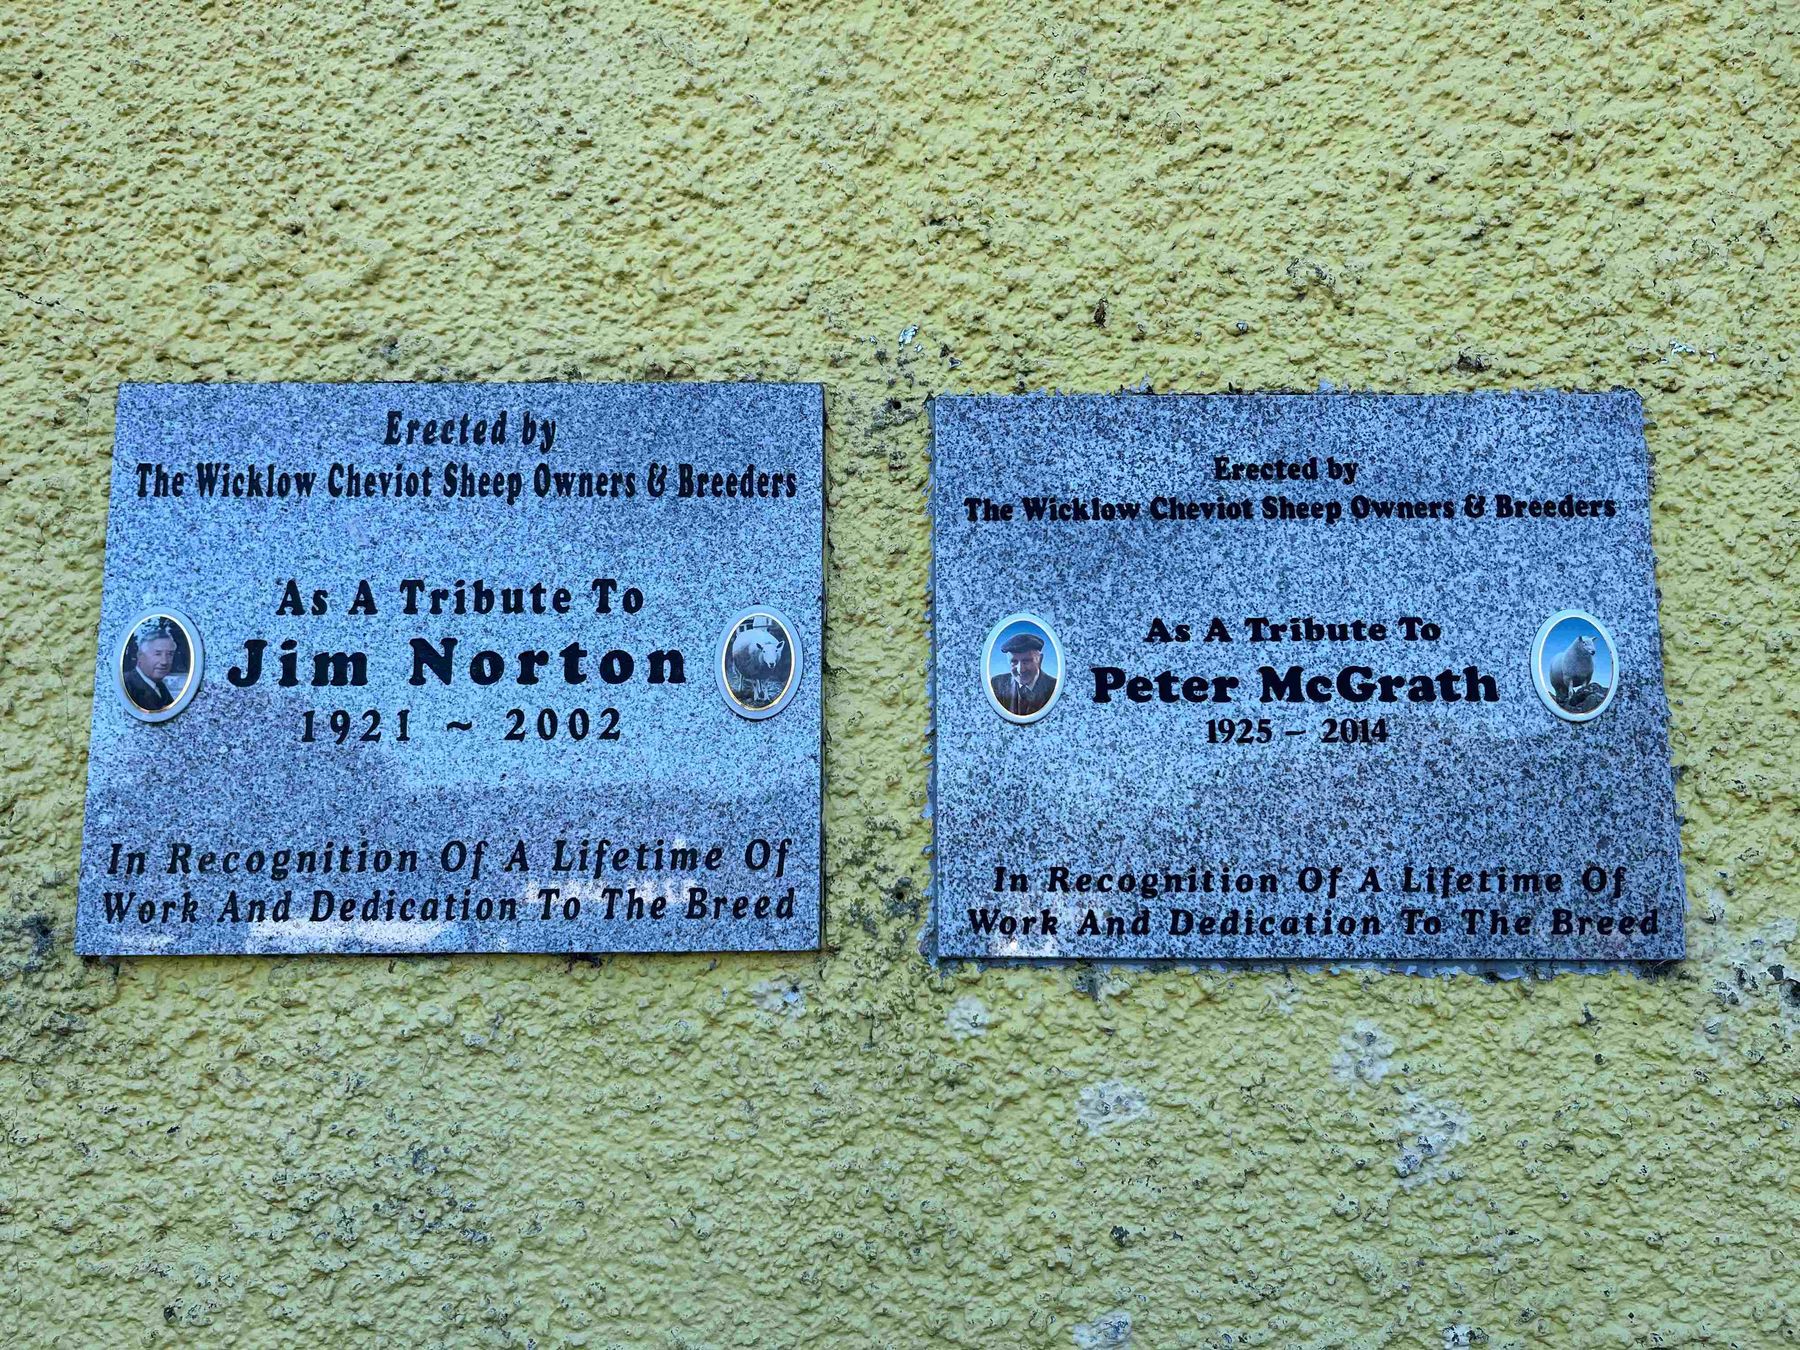 Erected by
The Wicklow Cheviot Sheep Owners & Breeders
As A Tribute To
Jim Norton
1921 ~ 2002
In Recognition Of A Lifetime Of
Work And Dedication To The Breed
Erected by
The Wicklow Cheviot Sheep Owners & Breeders
As A Tribute To
Peter McGrath
1925 – 2014
In Recognition Of A Lifetime Of
Work And Dedication To The Breed